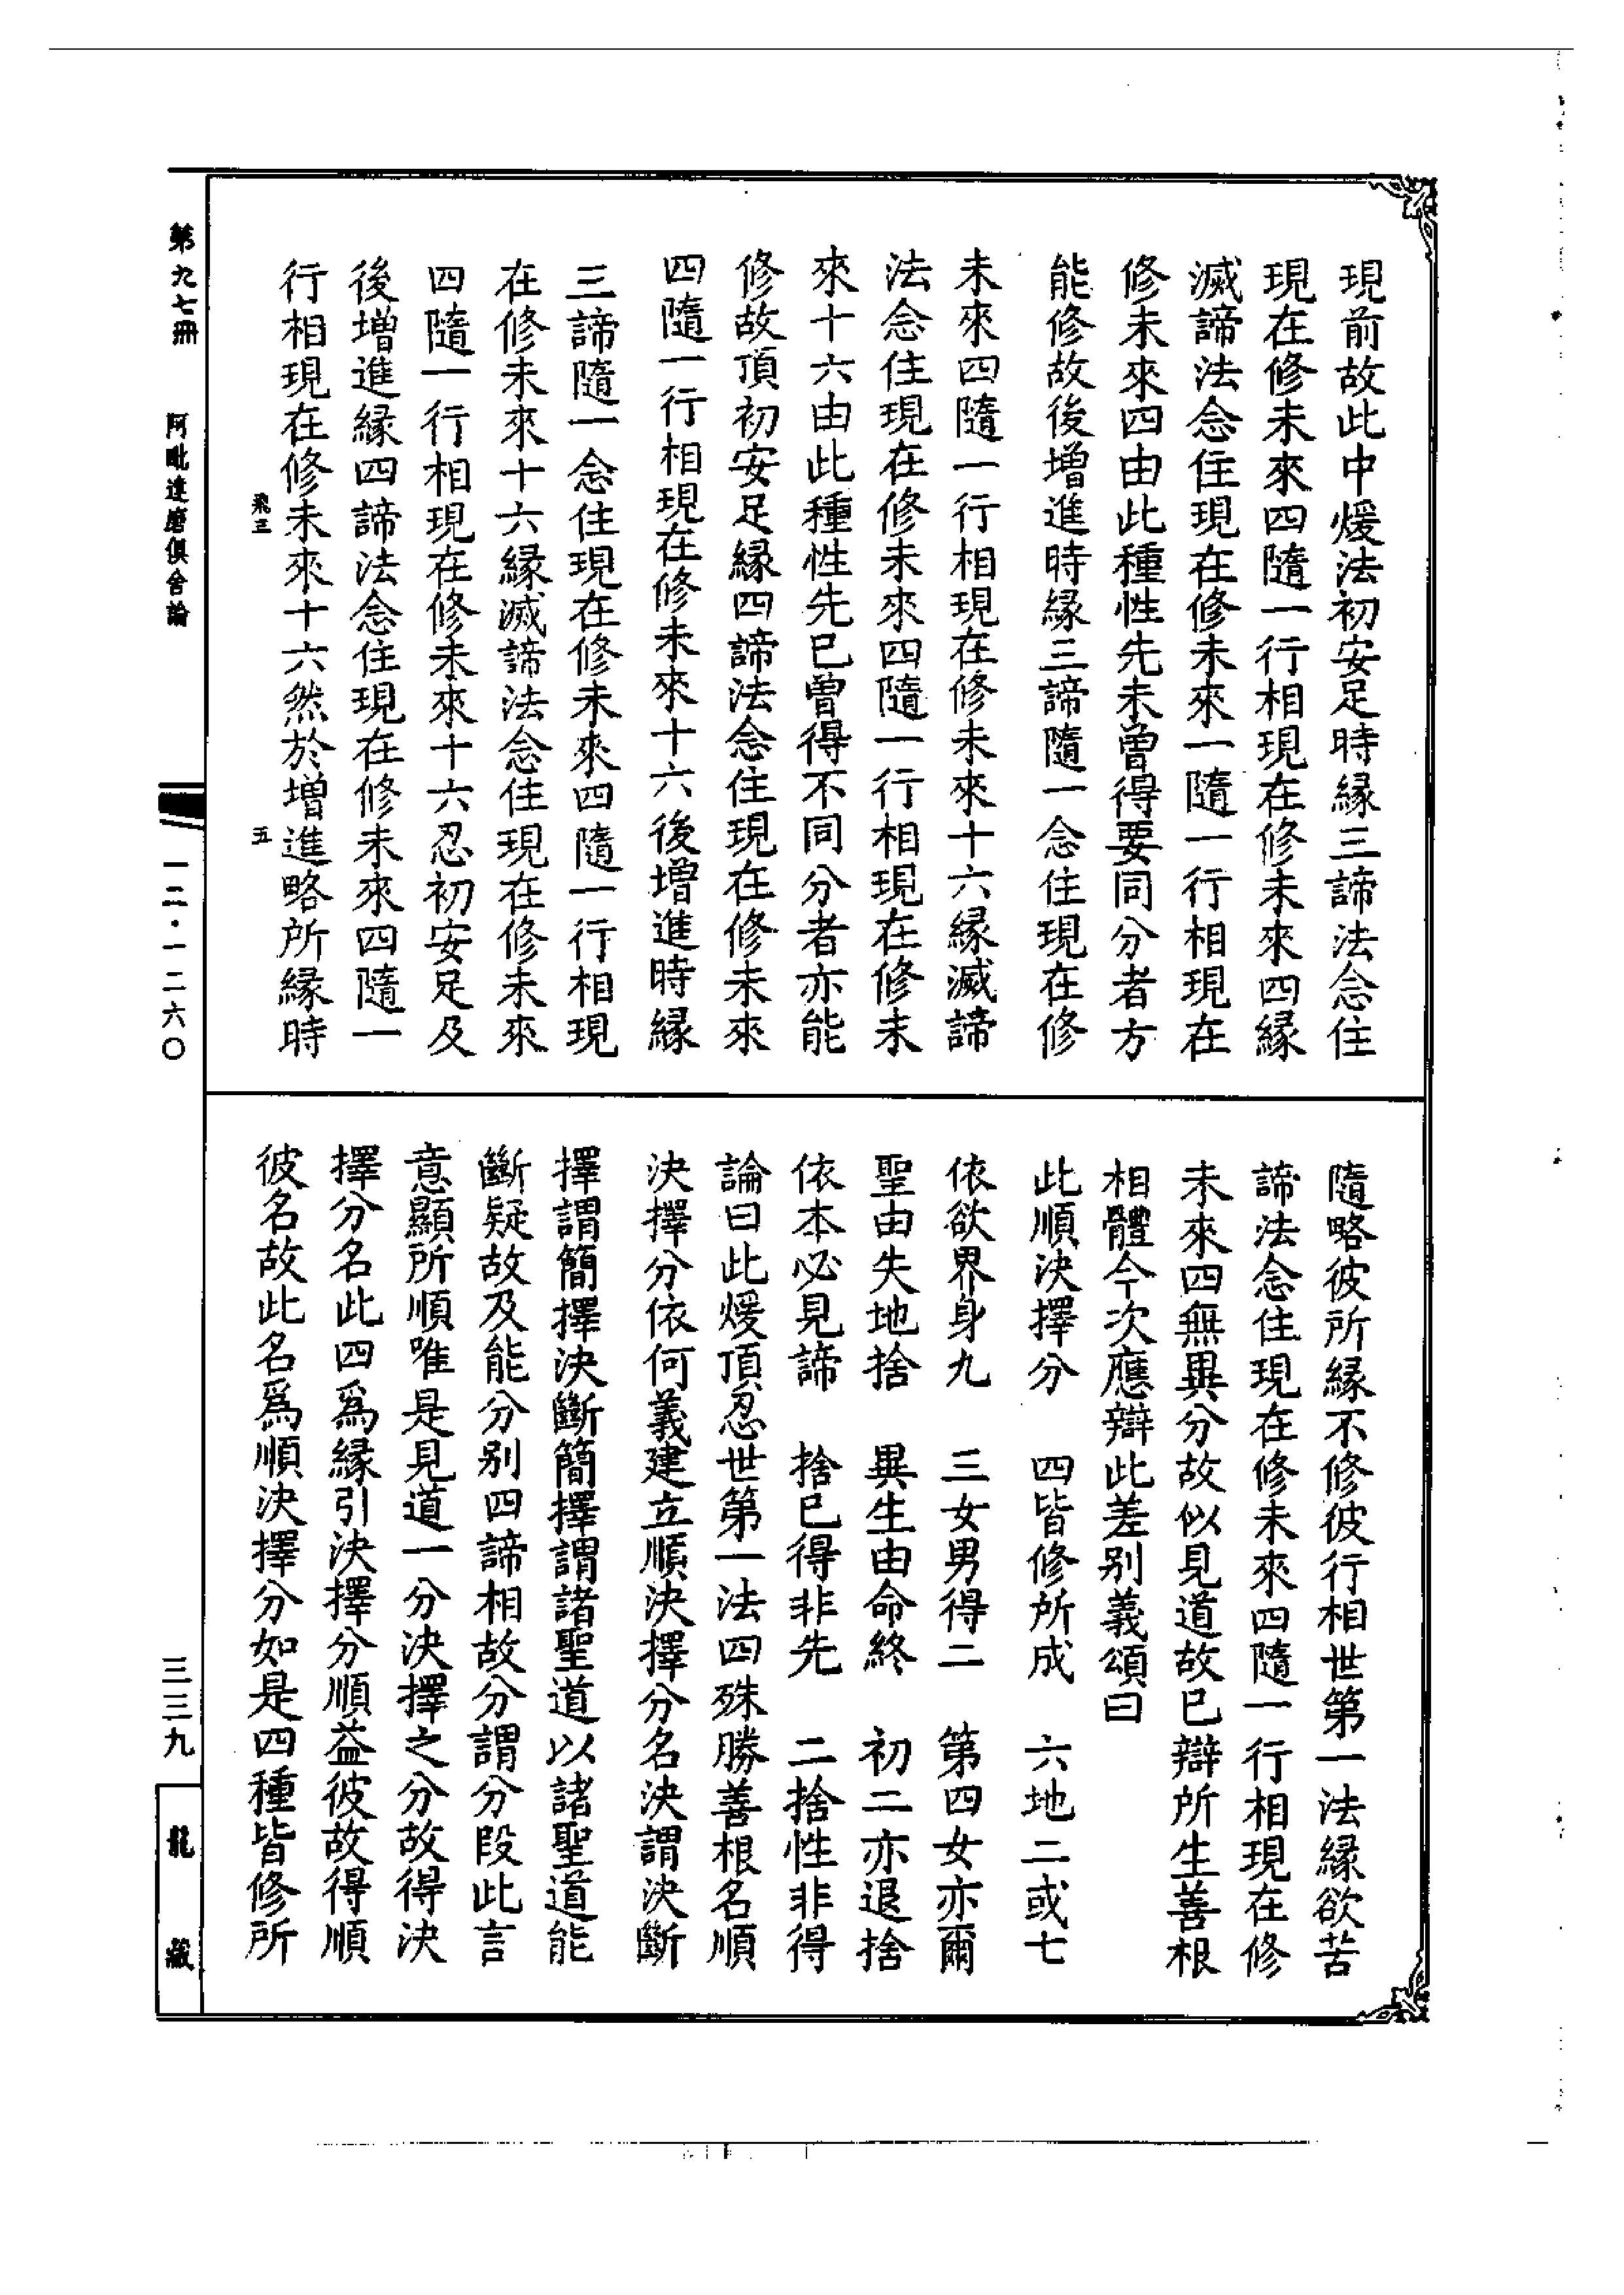 現前故此中煖法初安足時緣三諦法念住
現在修未來四隨一行相現在修未來四緣
滅諦法念住現在修未來一隨一行相現在
修未來四由此種性先未曾得要同分者方
能修故後增進時緣三諦隨一念住現在修
未來四隨一行相現在修未來十六緣滅諦
法念住現在修未來四隨一行相現在修未
來十六由此種性先已曾得不同分者亦能
修故頂初安足緣四諦法念住現在修未來
四隨一行相現在修未來十六後增進時緣
三諦隨一念住現在修未來四隨一行相現
在修未來十六緣滅諦法念住現在修未來
四隨一行相現在修未來十六忍初安足及
後增進緣四諦法念住現在修未來四隨一
行相現在修未來十六然於增進略所緣時
飛三 五
隨略彼所緣不修彼行相世第一法緣欲苦
諦法念住現在修未來四隨一行相現在修
未來四無異分故似見道故已辯所生善根
相體今次應辯此差別義頌曰
此順決擇分 四皆修所成 六地二或七
依欲界身九 三女男得二 第四女亦爾
聖由失地捨 異生由命終 初二亦退捨
依本必見諦 捨已得非先 二捨性非得
論曰此煖頂忍世第一法四殊勝善根名順
決擇分依何義建立順決擇分名決謂決斷
擇謂簡擇決斷簡擇謂諸聖道以諸聖道能
斷疑故及能分別四諦相故分謂分段此言
意顯所順唯是見道一分決擇之分故得決
擇分名此四為緣引決擇分順益彼故得順
彼名故此名為順決擇分如是四種皆修所
第九七冊 阿毗達磨俱舍論 一二·一二六〇 三三九 龍藏